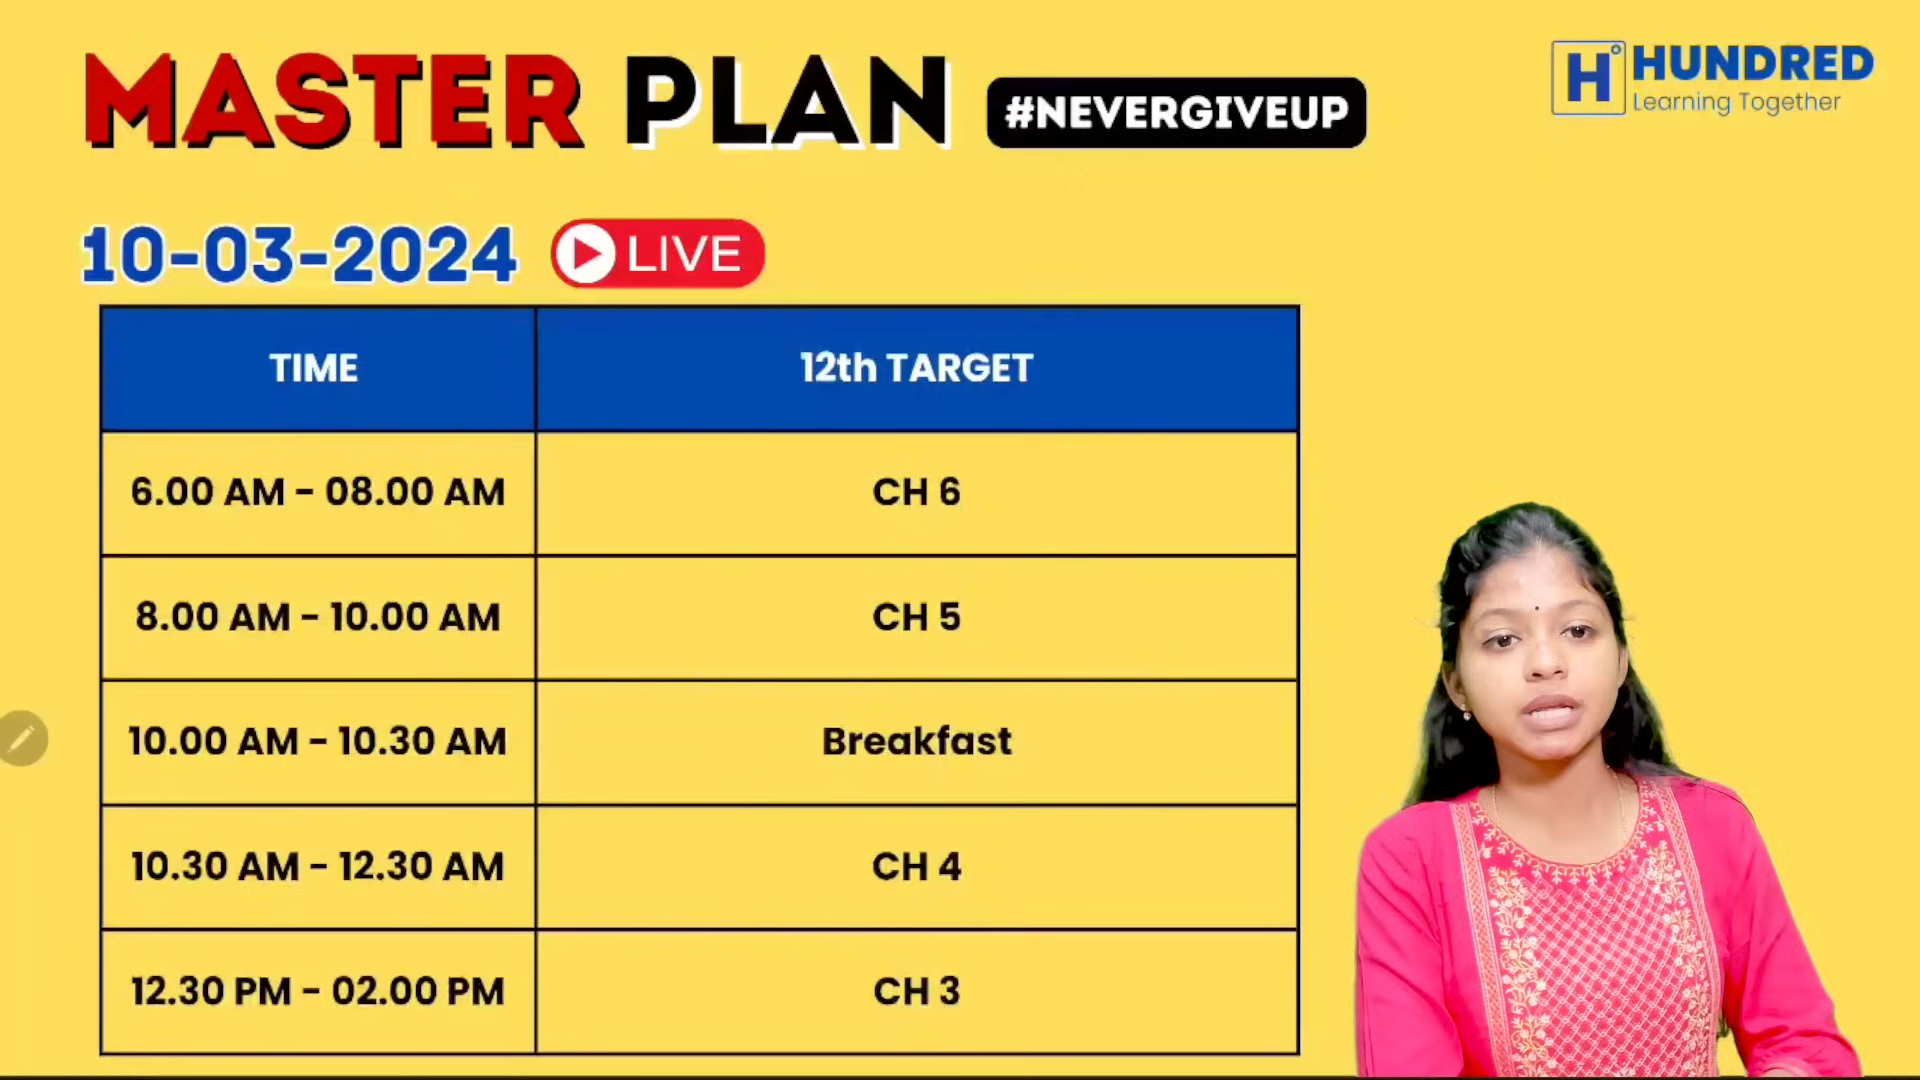 MASTER PLAN #NEVERGIVEUP
H HUNDRED
Learning Together
10-03-2024 LIVE
TIME 12th TARGET
6.00 AM - 08.00 AM CH 6
8.00 AM - 10.00 AM CH 5
10.00 AM - 10.30 AM Breakfast
10.30 AM - 12.30 AM CH 4
12.30 PM - 02.00 PM CH 3